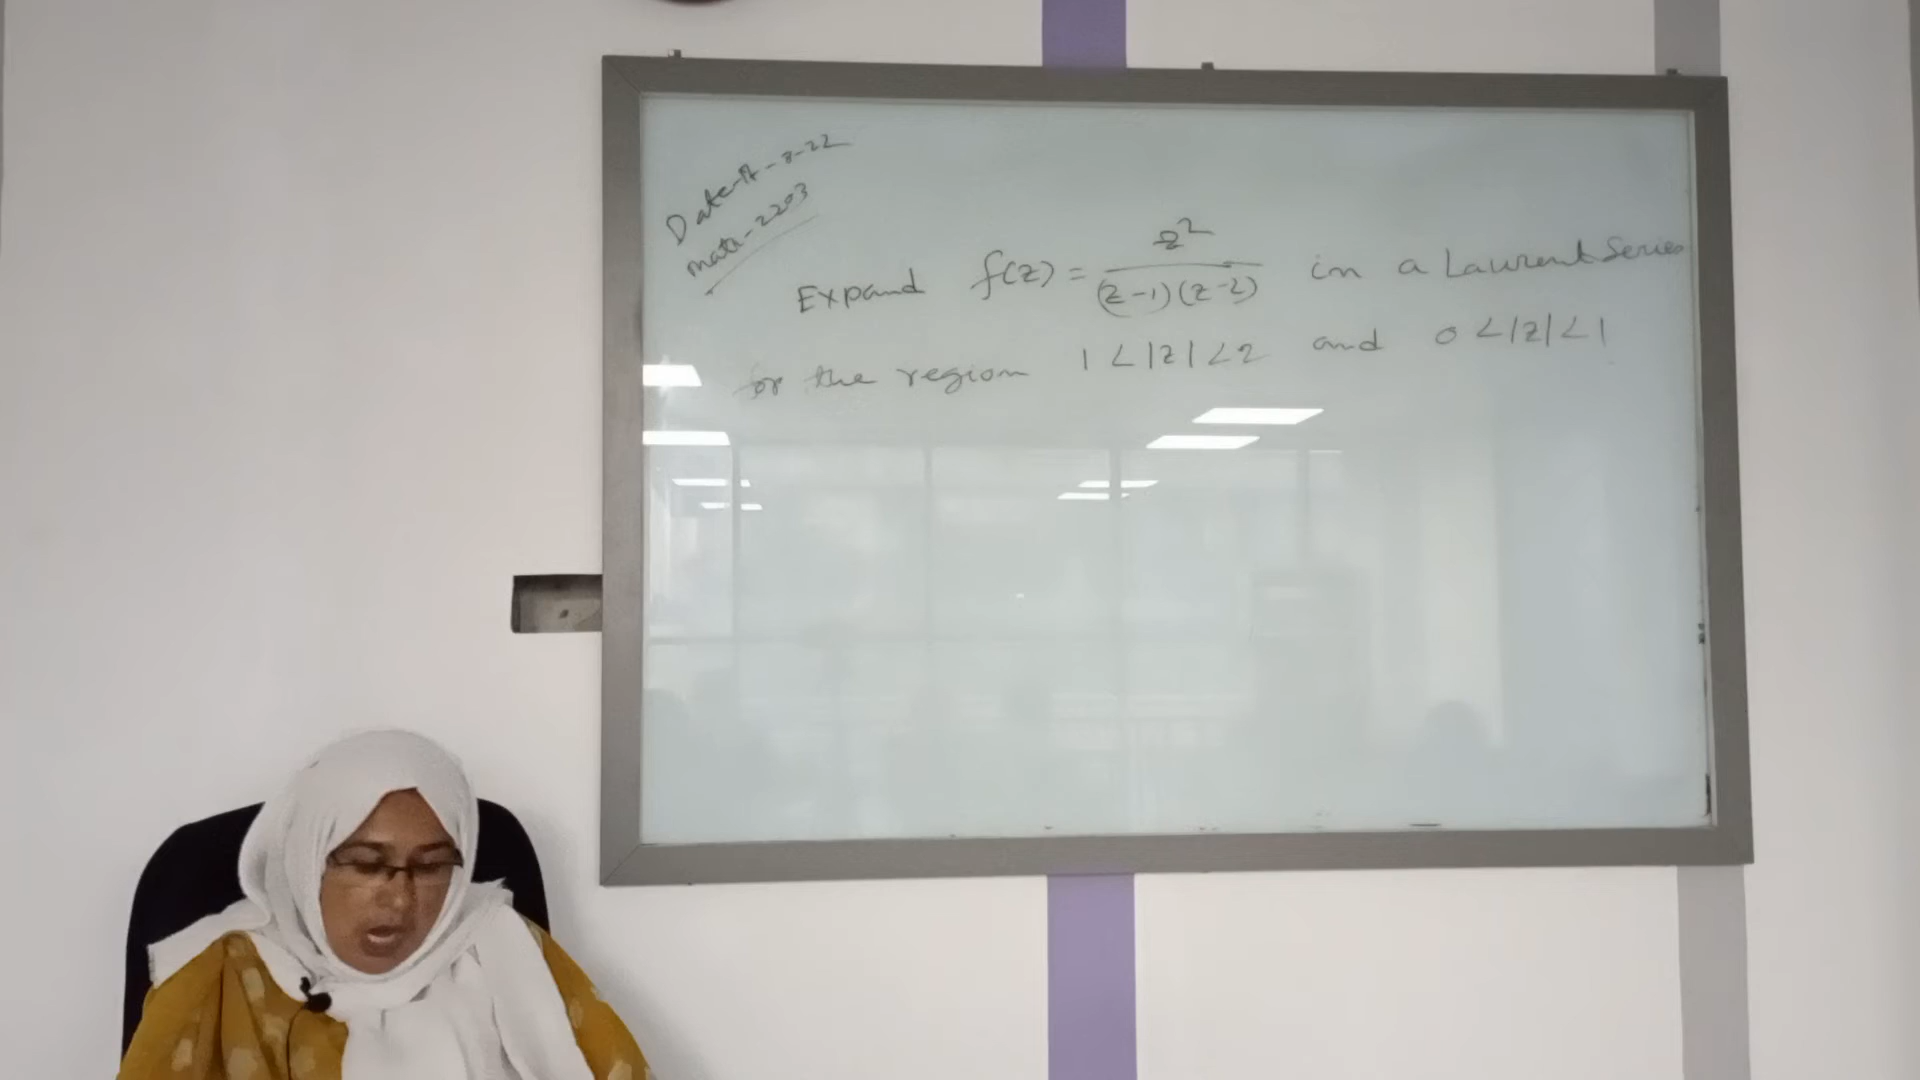 Date-17-8-22
math-2203
Expand f(z) = z²/(z-1)(z-2) in a Laurent Series
for the region 1<|z|<2 and 0<|z|<1